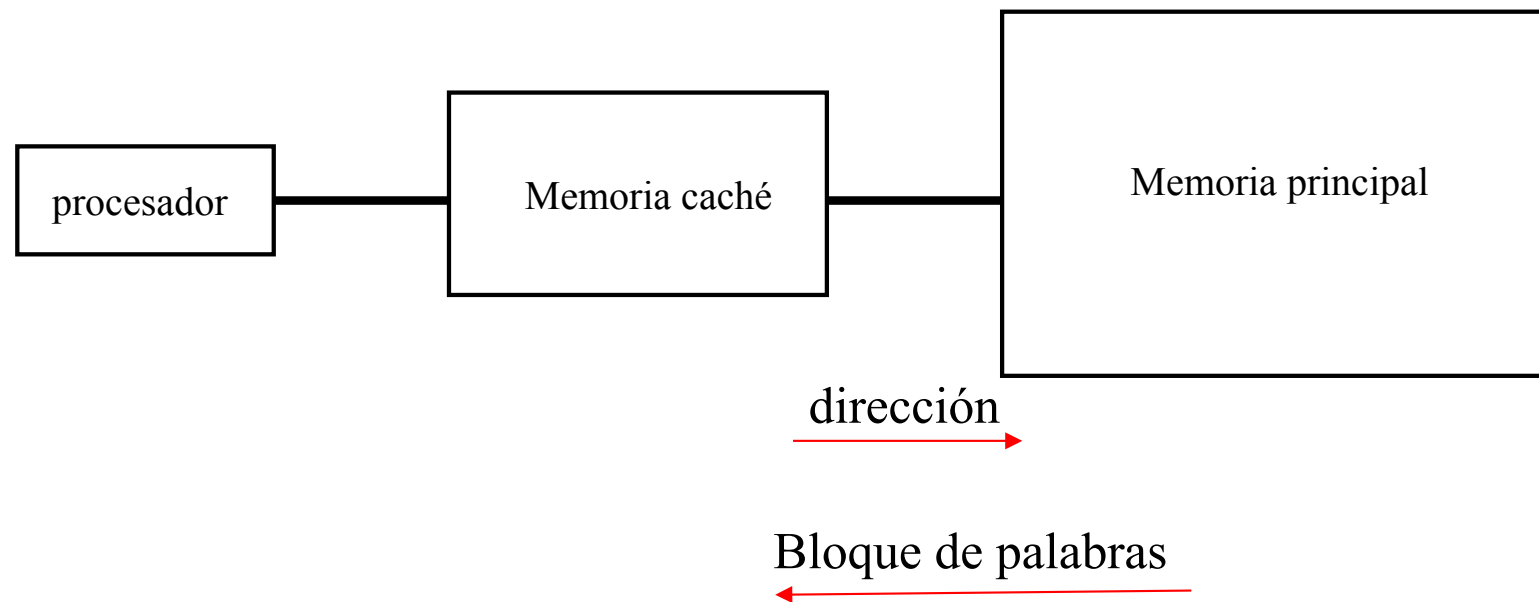 procesador
Memoria caché
Memoria principal
dirección
Bloque de palabras